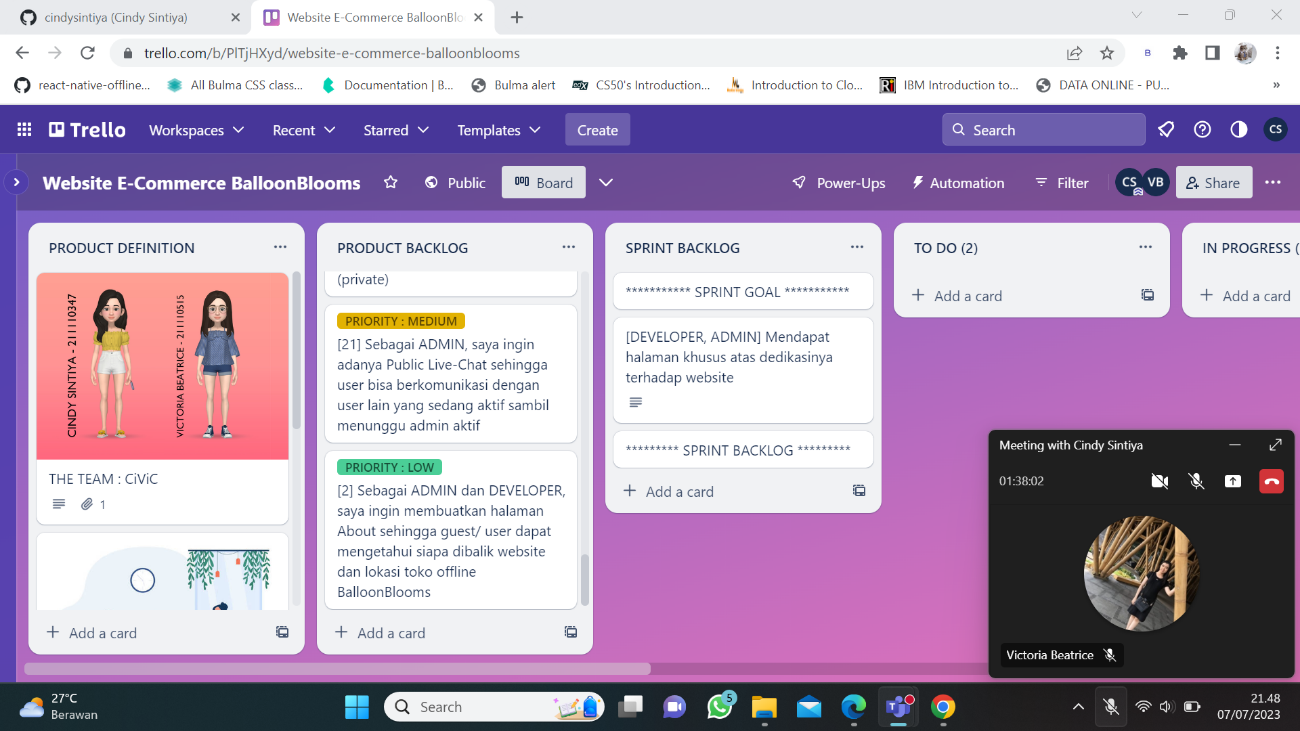 cindysintiya (Cindy Sintiya)
Website E-Commerce BalloonBlo
trello.com/b/PlTjHXyd/website-e-commerce-balloonblooms
B
react-native-offline...
All Bulma CSS class...
Documentation | B...
Bulma alert
CS50's Introduction...
Introduction to Clo...
IBM Introduction to...
DATA ONLINE - PU...
»
Trello
Workspaces
Recent
Starred
Templates
Create
Search
CS
Website E-Commerce BalloonBlooms
Public
Board
Power-Ups
Automation
Filter
CS
VB
Share
PRODUCT DEFINITION
CINDY SINTIYA - 211110347
VICTORIA BEATRICE - 211110515
THE TEAM : CiViC
1
+ Add a card
PRODUCT BACKLOG
(private)
PRIORITY : MEDIUM
[21] Sebagai ADMIN, saya ingin
adanya Public Live-Chat sehingga
user bisa berkomunikasi dengan
user lain yang sedang aktif sambil
menunggu admin aktif
PRIORITY : LOW
[2] Sebagai ADMIN dan DEVELOPER,
saya ingin membuatkan halaman
About sehingga guest/ user dapat
mengetahui siapa dibalik website
dan lokasi toko offline
BalloonBlooms
+ Add a card
SPRINT BACKLOG
*********** SPRINT GOAL ***********
[DEVELOPER, ADMIN] Mendapat
halaman khusus atas dedikasinya
terhadap website
********* SPRINT BACKLOG *********
+ Add a card
TO DO (2)
+ Add a card
IN PROGRESS (
+ Add a card
Meeting with Cindy Sintiya
01:38:02
Victoria Beatrice
27°C
Berawan
Search
5
21.48
07/07/2023